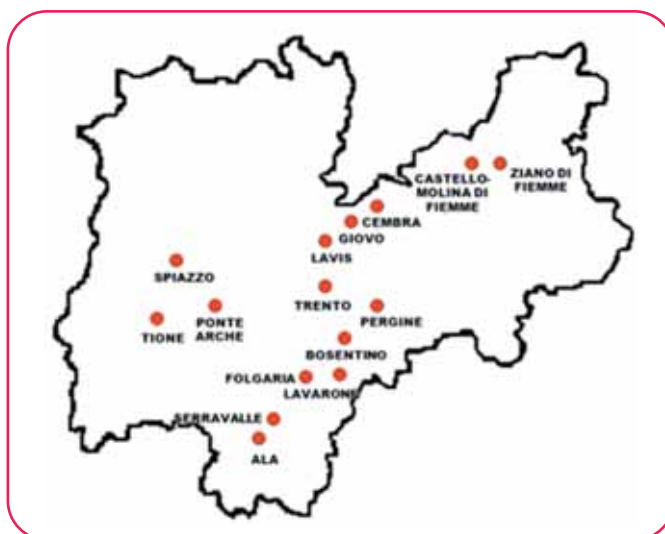 CASTELLO-
MOLINA DI
FIEMME
ZIANO DI
FIEMME
CEMBRA
GIOVO
LAVIS
SPIAZZO
TRENTO
PONTE
ARCHE
TIONE
PERGINE
BOSENTINO
FOLGARIA
LAVARONE
SERRAVALLE
ALA